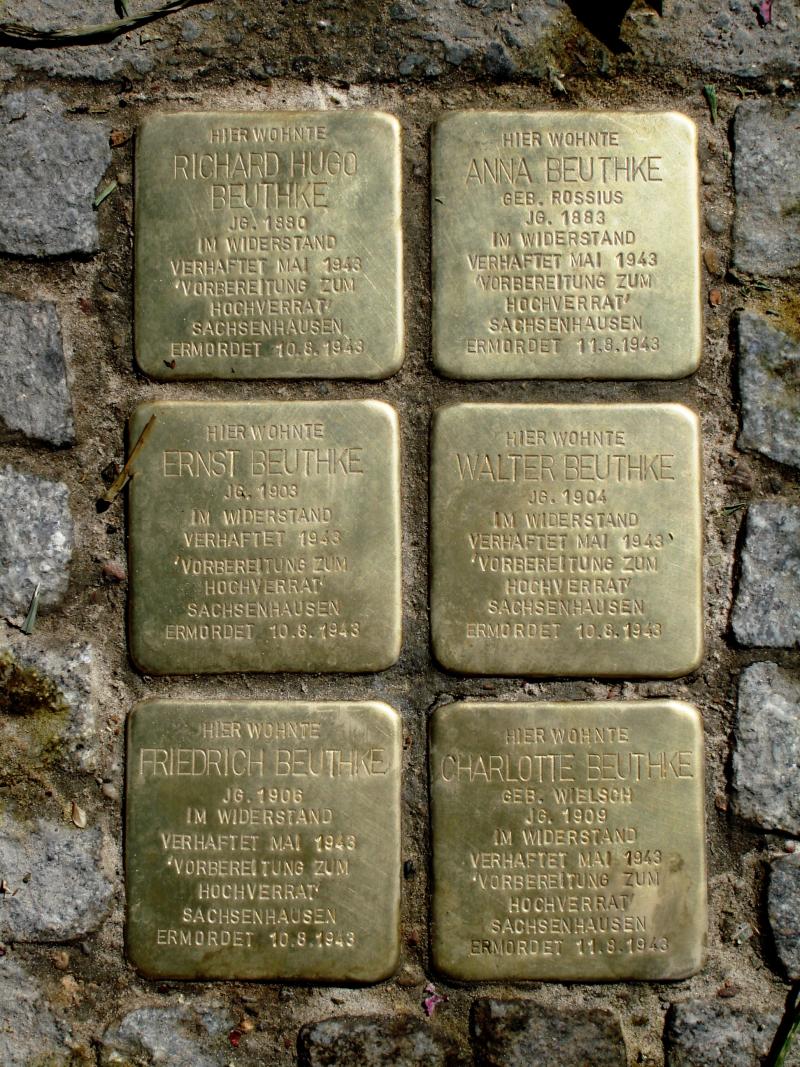 HIER WOHNTE
RICHARD HUGO
BEUTHKE
JG. 1880
IM WIDERSTAND
VERHAFTET MAI 1943
'VORBEREITUNG ZUM
HOCHVERRAT'
SACHSENHAUSEN
ERMORDET 10.8.1943
HIER WOHNTE
ANNA BEUTHKE
GEB. ROSSIUS
JG. 1883
IM WIDERSTAND
VERHAFTET MAI 1943
'VORBEREITUNG ZUM
HOCHVERRAT'
SACHSENHAUSEN
ERMORDET 11.8.1943
HIER WOHNTE
ERNST BEUTHKE
JG. 1903
IM WIDERSTAND
VERHAFTET 1943
'VORBEREITUNG ZUM
HOCHVERRAT'
SACHSENHAUSEN
ERMORDET 10.8.1943
HIER WOHNTE
WALTER BEUTHKE
JG. 1904
IM WIDERSTAND
VERHAFTET MAI 1943
'VORBEREITUNG ZUM
HOCHVERRAT'
SACHSENHAUSEN
ERMORDET 10.8.1943
HIER WOHNTE
FRIEDRICH BEUTHKE
JG. 1906
IM WIDERSTAND
VERHAFTET MAI 1943
'VORBEREITUNG ZUM
HOCHVERRAT'
SACHSENHAUSEN
ERMORDET 10.8.1943
HIER WOHNTE
CHARLOTTE BEUTHKE
GEB. WIELSCH
JG. 1909
IM WIDERSTAND
VERHAFTET MAI 1943
'VORBEREITUNG ZUM
HOCHVERRAT'
SACHSENHAUSEN
ERMORDET 11.8.1943